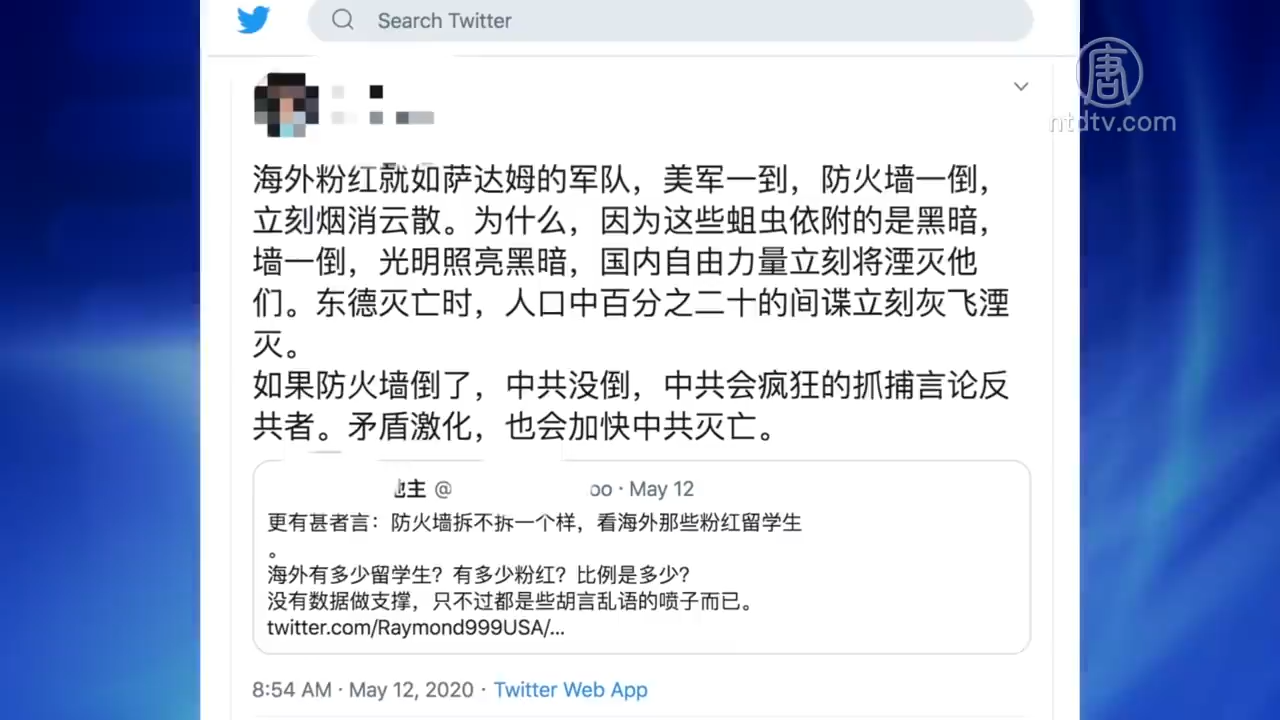 Search Twitter
唐
ntdtv.com
海外粉红就如萨达姆的军队，美军一到，防火墙一倒，
立刻烟消云散。为什么，因为这些蛆虫依附的是黑暗，
墙一倒，光明照亮黑暗，国内自由力量立刻将湮灭他
们。东德灭亡时，人口中百分之二十的间谍立刻灰飞湮
灭。
如果防火墙倒了，中共没倒，中共会疯狂的抓捕言论反
共者。矛盾激化，也会加快中共灭亡。
主 @ oo · May 12
更有甚者言：防火墙拆不拆一个样，看海外那些粉红留学生
。
海外有多少留学生？有多少粉红？比例是多少？
没有数据做支撑，只不过都是些胡言乱语的喷子而已。
twitter.com/Raymond999USA/...
8:54 AM · May 12, 2020 · Twitter Web App